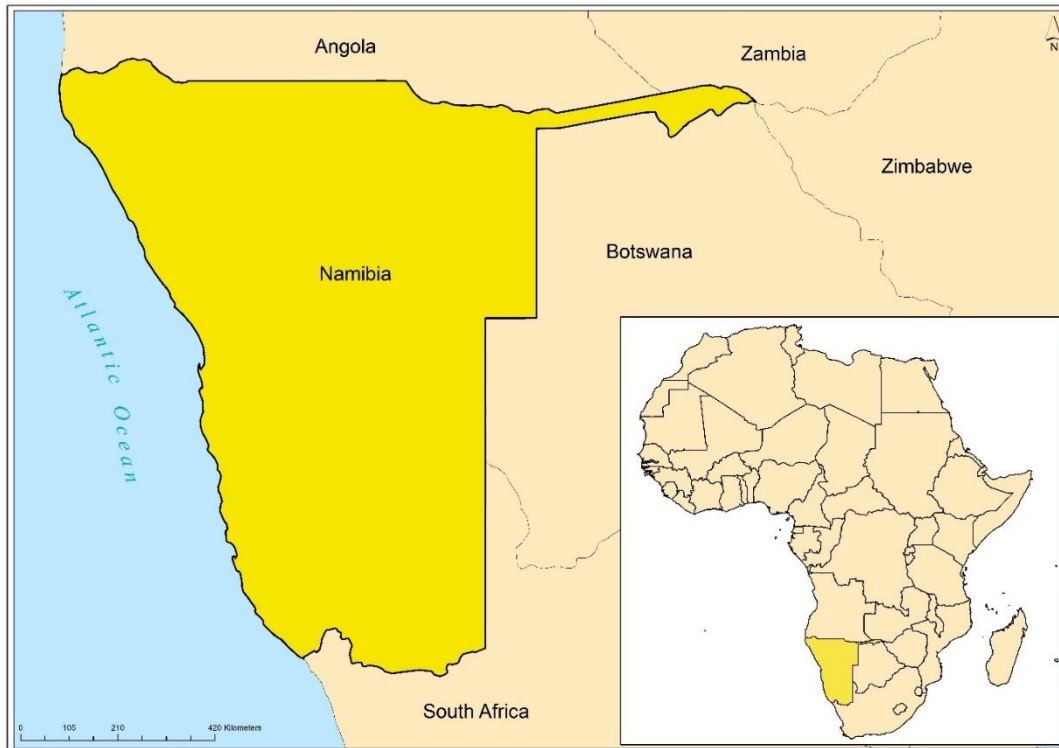 Angola
Zambia
N
Zimbabwe
Botswana
Namibia
Atlantic Ocean
South Africa
0 105 210 420 Kilometers